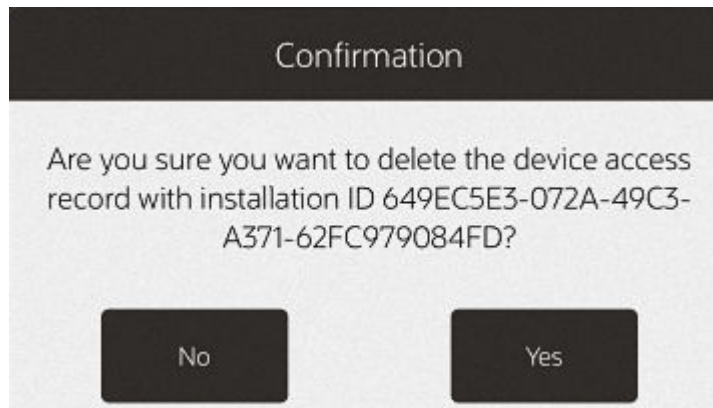 Confirmation
Are you sure you want to delete the device access
record with installation ID 649EC5E3-072A-49C3-
A371-62FC979084FD?
No
Yes